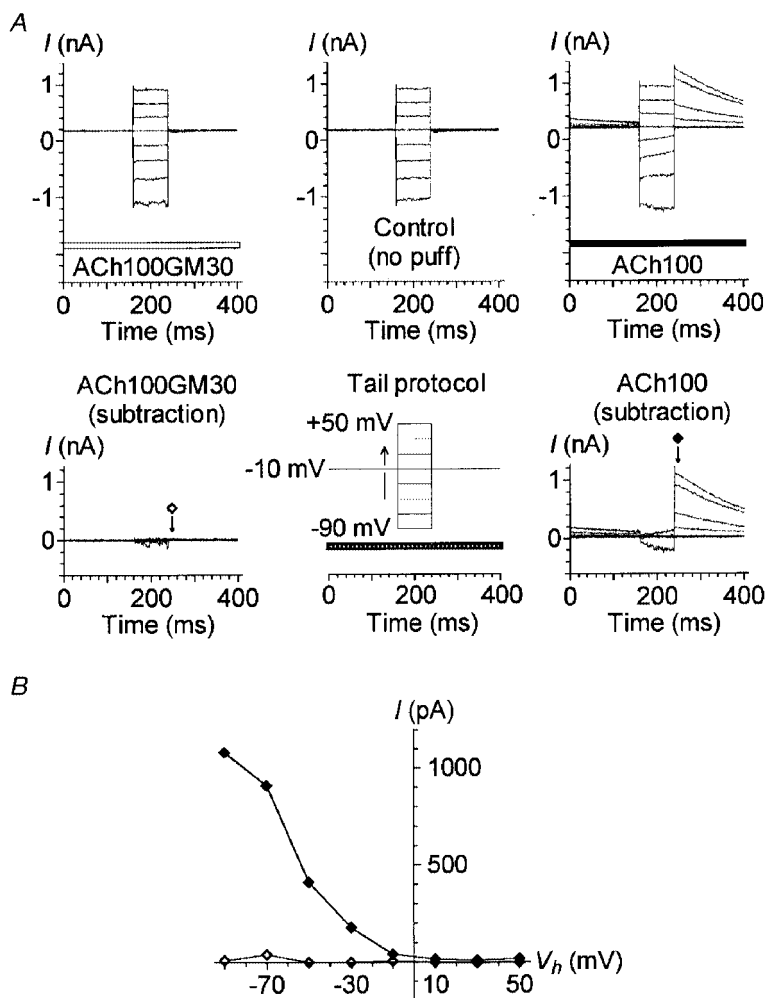 A
I (nA)
1
0
-1
ACh100GM30
0 200 400
Time (ms)
I (nA)
1
0
-1
Control
(no puff)
0 200 400
Time (ms)
I (nA)
1
0
-1
ACh100
0 200 400
Time (ms)
ACh100GM30
(subtraction)
I (nA)
1
0
0 200 400
Time (ms)
Tail protocol
+50 mV
-10 mV
-90 mV
0 200 400
Time (ms)
ACh100
(subtraction)
I (nA)
1
0
0 200 400
Time (ms)
B
I (pA)
1000
500
Vh (mV)
-70 -30 10 50